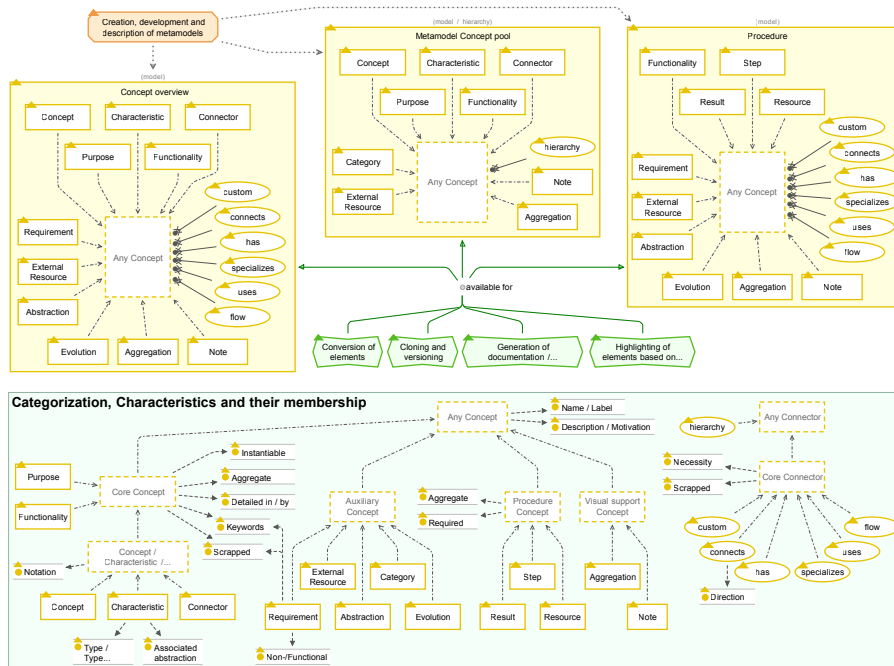 Creation, development and
description of metamodels
(model)
Concept overview
Concept
Characteristic
Connector
Purpose
Functionality
Any Concept
custom
connects
has
specializes
uses
flow
Requirement
External
Resource
Abstraction
Evolution
Aggregation
Note
(model / hierarchy)
Metamodel Concept pool
Concept
Characteristic
Connector
Purpose
Functionality
Any Concept
hierarchy
Category
External
Resource
Note
Aggregation
(model)
Procedure
Functionality
Step
Result
Resource
Any Concept
custom
connects
has
specializes
uses
flow
Requirement
External
Resource
Abstraction
Evolution
Aggregation
Note
available for
Conversion of
elements
Cloning and
versioning
Generation of
documentation /...
Highlighting of
elements based on...
Categorization, Characteristics and their membership
Any Concept
Name / Label
Description / Motivation
Purpose
Functionality
Core Concept
Instantiable
Aggregate
Detailed in / by
Keywords
Scrapped
Concept /
Characteristic /...
Notation
Concept
Characteristic
Connector
Type /
Type...
Associated
abstraction
Auxiliary
Concept
External
Resource
Category
Requirement
Abstraction
Evolution
Non-/Functional
Aggregate
Required
Procedure
Concept
Step
Result
Resource
Visual support
Concept
Aggregation
Note
hierarchy
Any Connector
Necessity
Scrapped
Core Connector
custom
connects
has
specializes
uses
flow
Direction